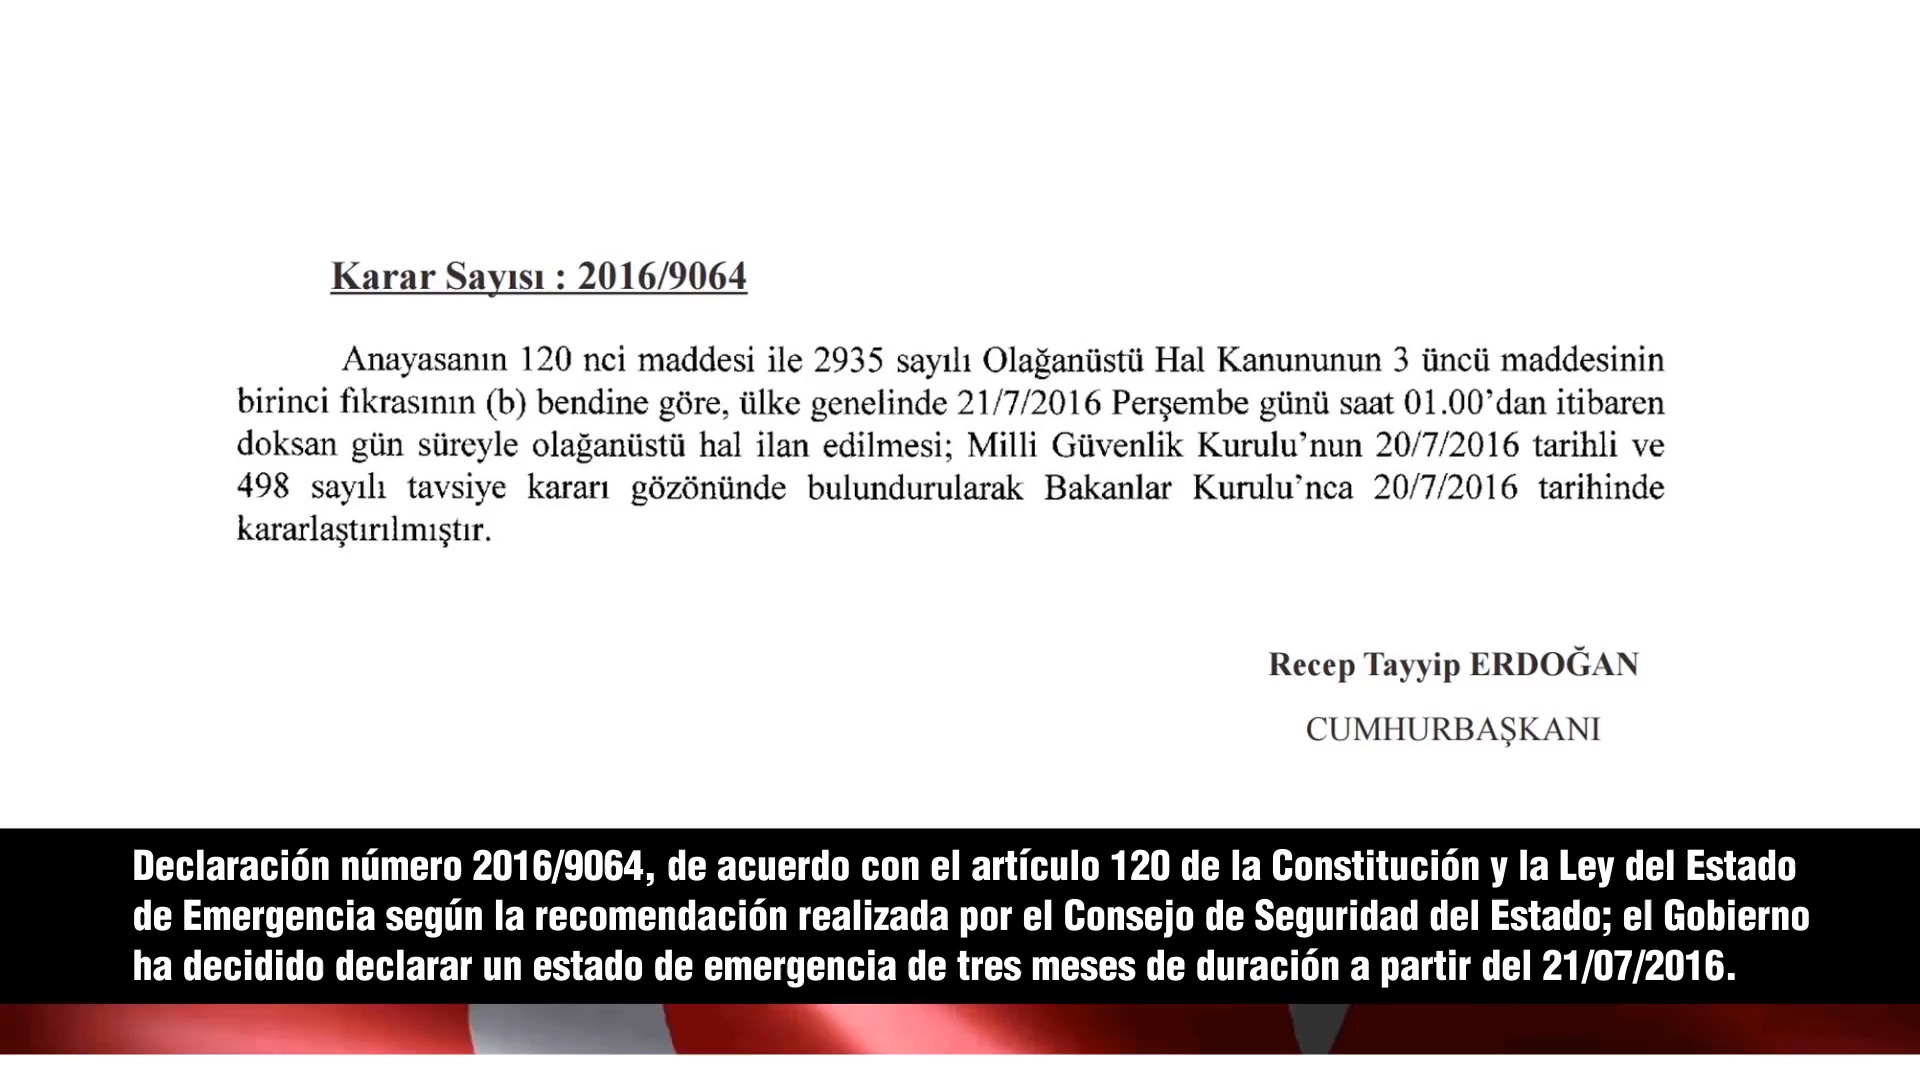 Karar Sayısı : 2016/9064
Anayasanın 120 nci maddesi ile 2935 sayılı Olağanüstü Hal Kanununun 3 üncü maddesinin
birinci fıkrasının (b) bendine göre, ülke genelinde 21/7/2016 Perşembe günü saat 01.00’dan itibaren
doksan gün süreyle olağanüstü hal ilan edilmesi; Milli Güvenlik Kurulu’nun 20/7/2016 tarihli ve
498 sayılı tavsiye kararı gözönünde bulundurularak Bakanlar Kurulu’nca 20/7/2016 tarihinde
kararlaştırılmıştır.
Recep Tayyip ERDOĞAN
CUMHURBAŞKANI
Declaración número 2016/9064, de acuerdo con el artículo 120 de la Constitución y la Ley del Estado
de Emergencia según la recomendación realizada por el Consejo de Seguridad del Estado; el Gobierno
ha decidido declarar un estado de emergencia de tres meses de duración a partir del 21/07/2016.